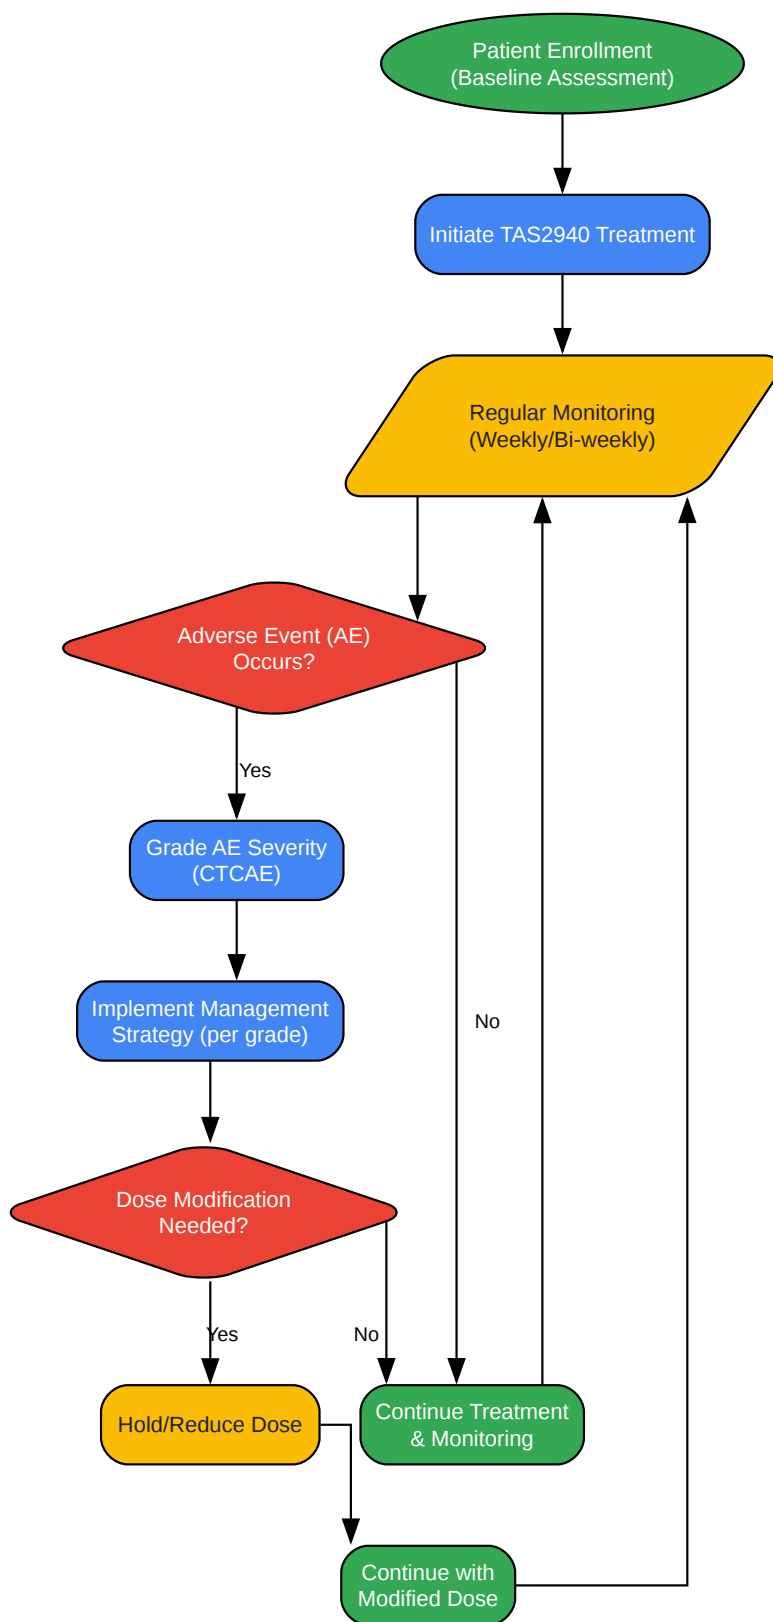 Patient Enrollment
(Baseline Assessment)
Initiate TAS2940 Treatment
Regular Monitoring
(Weekly/Bi-weekly)
Adverse Event (AE)
Occurs?
Yes
Grade AE Severity
(CTCAE)
Implement Management
Strategy (per grade)
No
Dose Modification
Needed?
Yes
No
Hold/Reduce Dose
Continue Treatment
& Monitoring
Continue with
Modified Dose